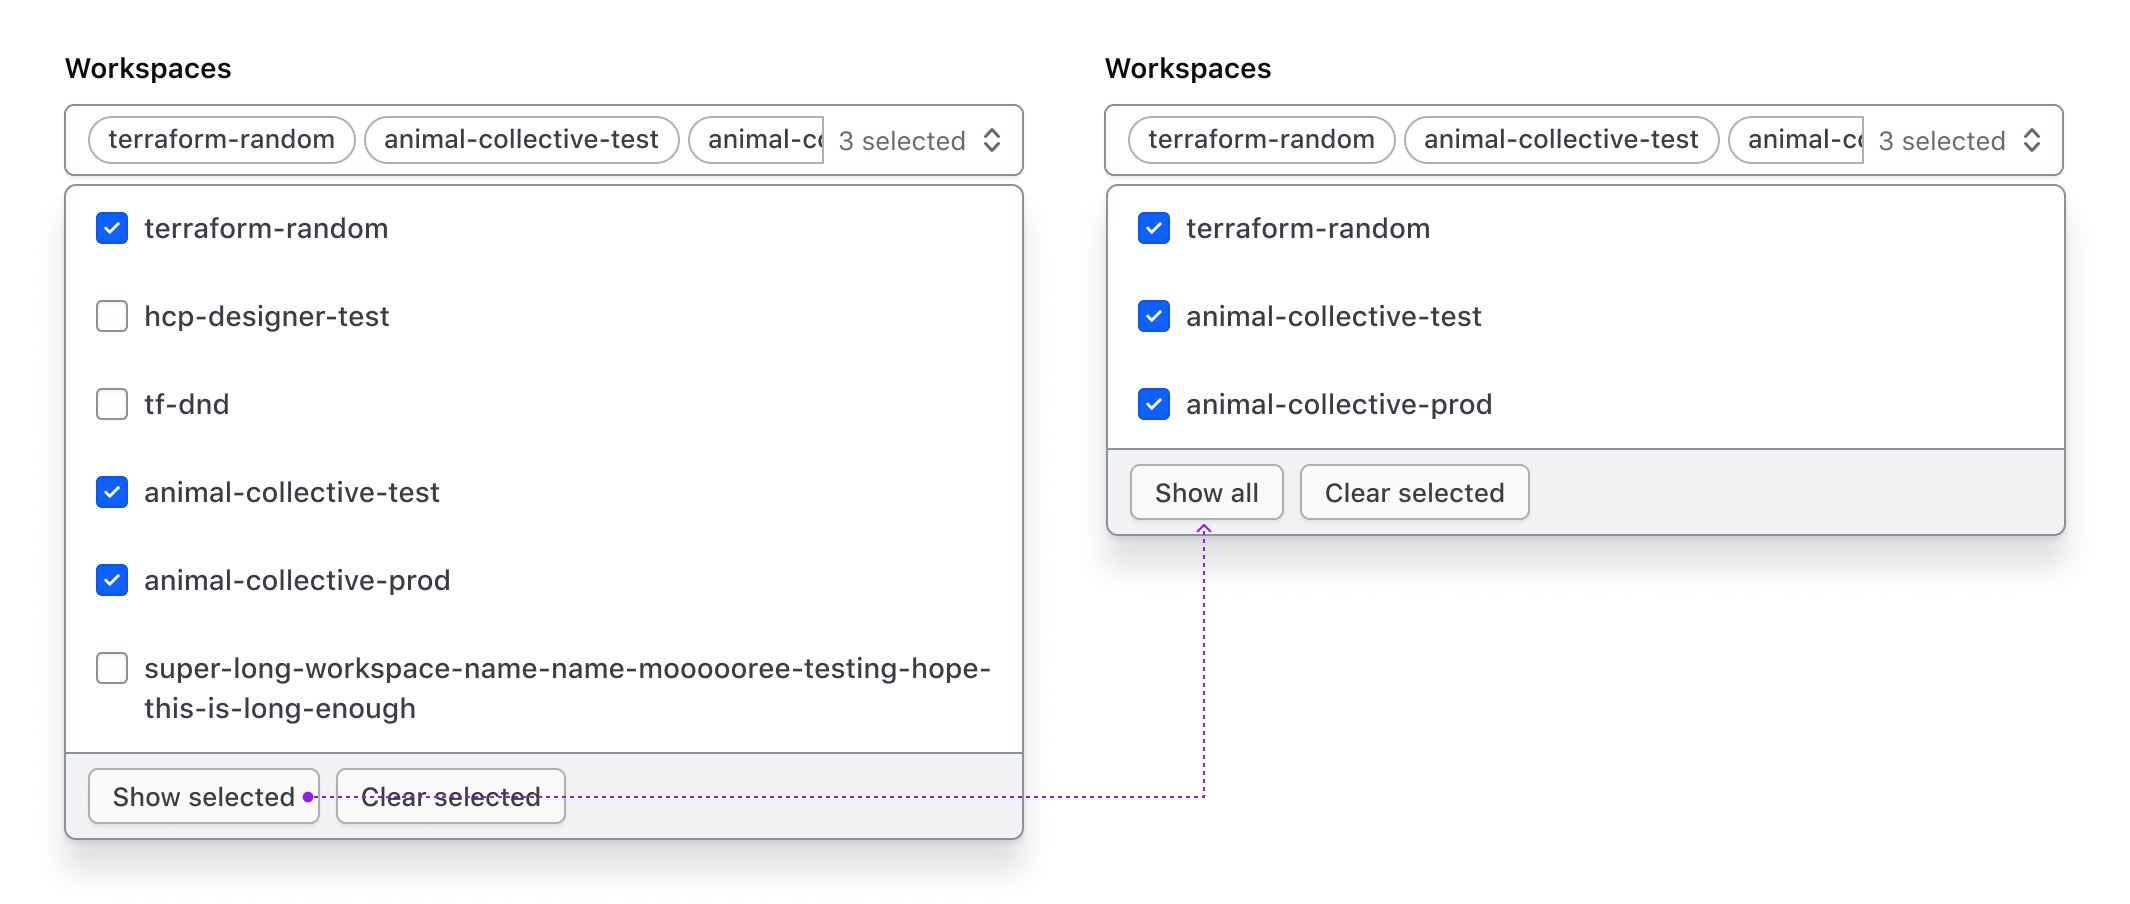 Workspaces
terraform-random animal-collective-test animal-co 3 selected
terraform-random
hcp-designer-test
tf-dnd
animal-collective-test
animal-collective-prod
super-long-workspace-name-name-moooooree-testing-hope-
this-is-long-enough
Show selected Clear selected
Workspaces
terraform-random animal-collective-test animal-co 3 selected
terraform-random
animal-collective-test
animal-collective-prod
Show all Clear selected